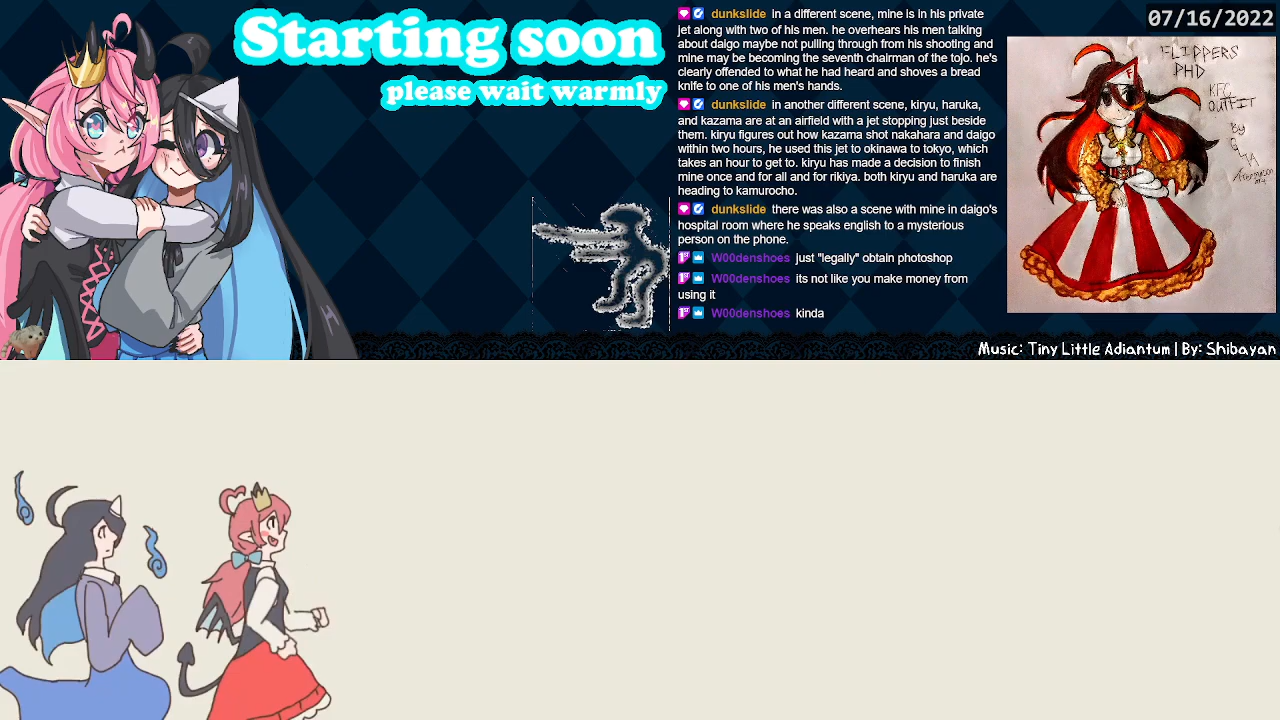 Starting soon
please wait warmly
dunkslide in a different scene, mine is in his private
jet along with two of his men. he overhears his men talking
about daigo maybe not pulling through from his shooting and
mine may be becoming the seventh chairman of the tojo. he's
clearly offended to what he had heard and shoves a bread
knife to one of his men's hands.
dunkslide in another different scene, kiryu, haruka,
and kazama are at an airfield with a jet stopping just beside
them. kiryu figures out how kazama shot nakahara and daigo
within two hours, he used this jet to okinawa to tokyo, which
takes an hour to get to. kiryu has made a decision to finish
mine once and for all and for rikiya. both kiryu and haruka are
heading to kamurocho.
dunkslide there was also a scene with mine in daigo's
hospital room where he speaks english to a mysterious
person on the phone.
W00denshoes just "legally" obtain photoshop
W00denshoes its not like you make money from
using it
W00denshoes kinda
07/16/2022
FLIPPERS
PHD
KFC
OUTFIT
By
Music: Tiny Little Adiantum | By: Shibayan